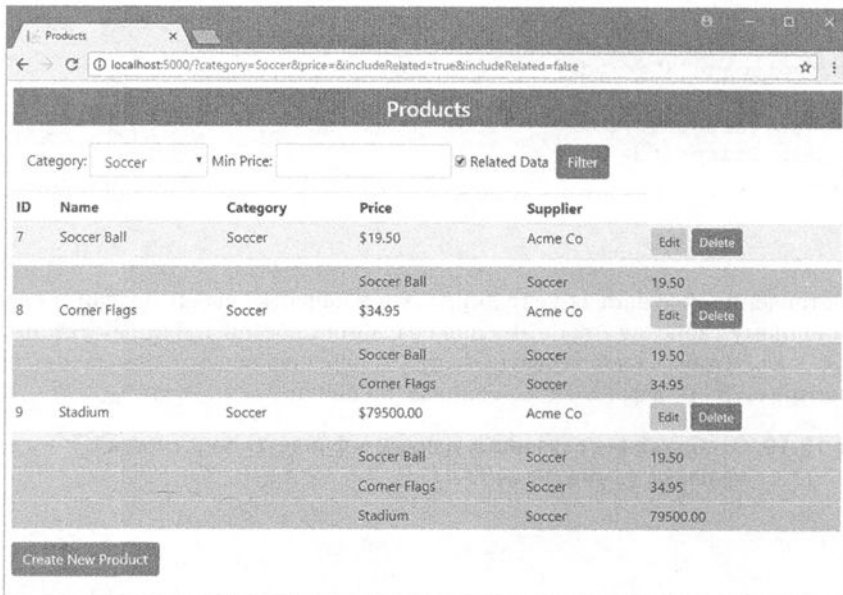 Products
localhost:5000/?category=Soccer&price=&includeRelated=true&includeRelated=false
Products
Category: Soccer Min Price: Related Data Filter
ID Name Category Price Supplier
7 Soccer Ball Soccer $19.50 Acme Co Edit Delete
Soccer Ball Soccer 19.50
8 Corner Flags Soccer $34.95 Acme Co Edit Delete
Soccer Ball Soccer 19.50
Corner Flags Soccer 34.95
9 Stadium Soccer $79500.00 Acme Co Edit Delete
Soccer Ball Soccer 19.50
Corner Flags Soccer 34.95
Stadium Soccer 79500.00
Create New Product